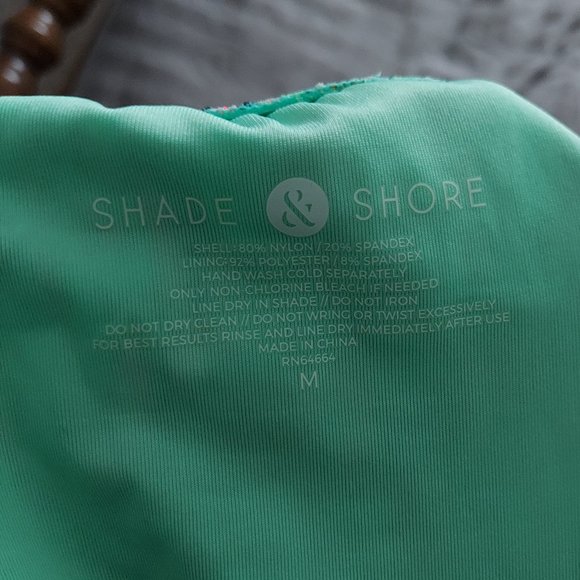 SHADE & SHORE
SHELL: 80% NYLON / 20% SPANDEX
LINING: 92% POLYESTER / 8% SPANDEX
HAND WASH COLD SEPARATELY
ONLY NON-CHLORINE BLEACH IF NEEDED
LINE DRY IN SHADE // DO NOT IRON
DO NOT DRY CLEAN // DO NOT WRING OR TWIST EXCESSIVELY
FOR BEST RESULTS RINSE AND LINE DRY IMMEDIATELY AFTER USE
MADE IN CHINA
RN64664
M